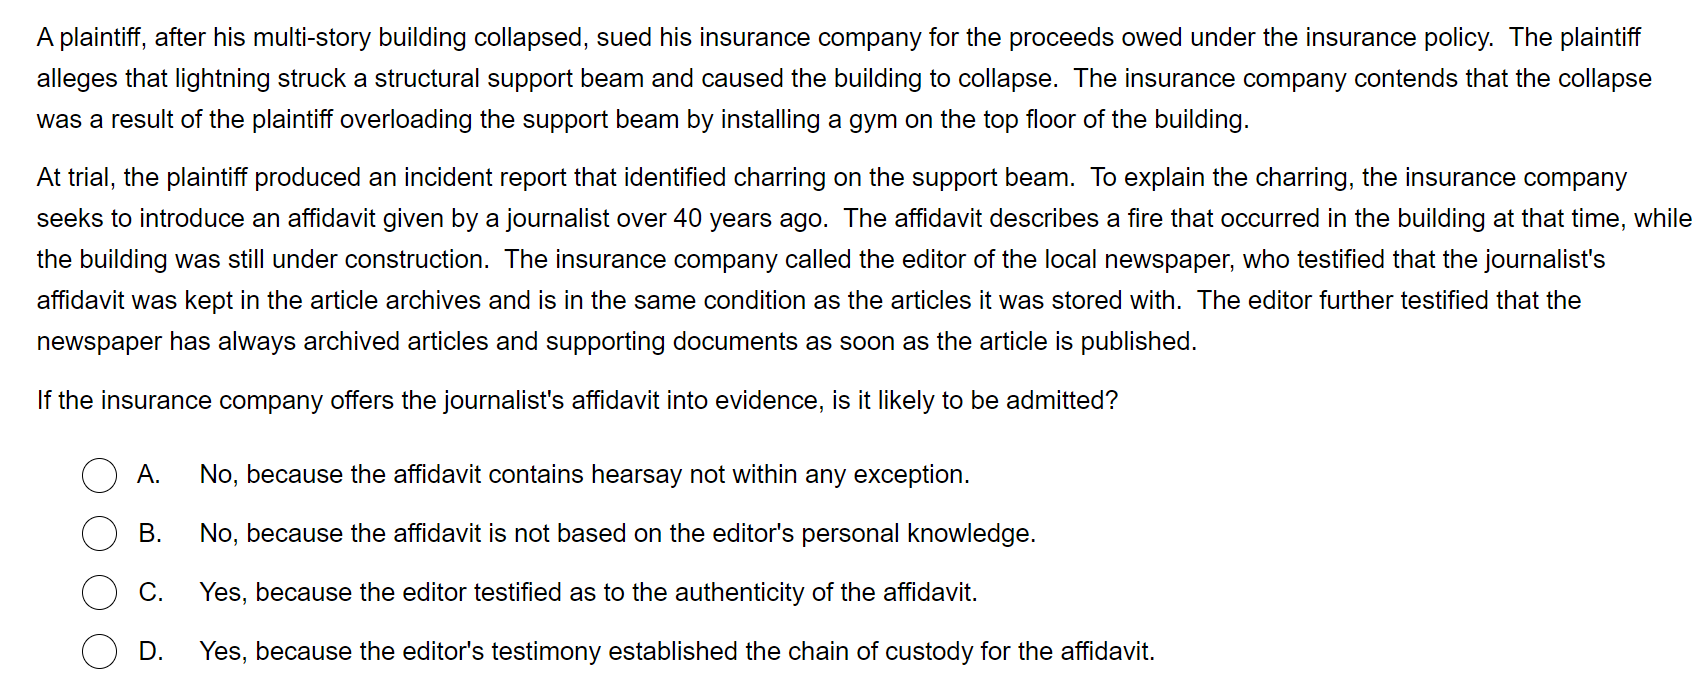 A plaintiff, after his multi-story building collapsed, sued his insurance company for the proceeds owed under the insurance policy.  The plaintiff
alleges that lightning struck a structural support beam and caused the building to collapse.  The insurance company contends that the collapse
was a result of the plaintiff overloading the support beam by installing a gym on the top floor of the building.
At trial, the plaintiff produced an incident report that identified charring on the support beam.  To explain the charring, the insurance company
seeks to introduce an affidavit given by a journalist over 40 years ago.  The affidavit describes a fire that occurred in the building at that time, while
the building was still under construction.  The insurance company called the editor of the local newspaper, who testified that the journalist's
affidavit was kept in the article archives and is in the same condition as the articles it was stored with.  The editor further testified that the
newspaper has always archived articles and supporting documents as soon as the article is published.
If the insurance company offers the journalist's affidavit into evidence, is it likely to be admitted?
A. No, because the affidavit contains hearsay not within any exception.
B. No, because the affidavit is not based on the editor's personal knowledge.
C. Yes, because the editor testified as to the authenticity of the affidavit.
D. Yes, because the editor's testimony established the chain of custody for the affidavit.